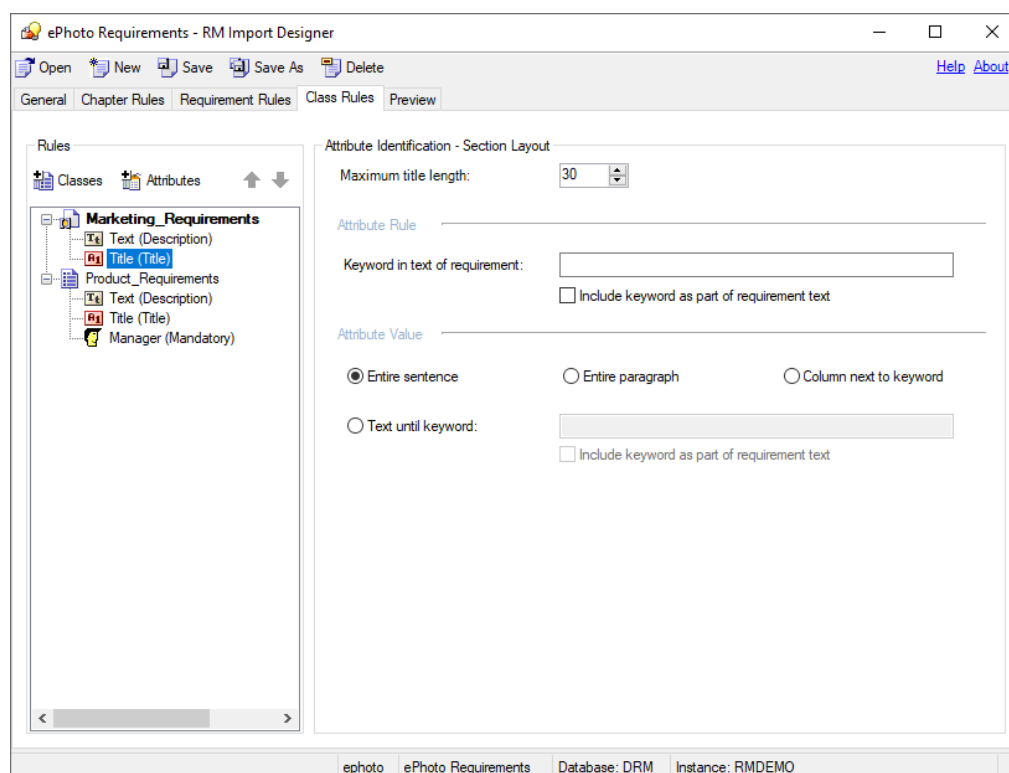 ePhoto Requirements - RM Import Designer
Open New Save Save As Delete Help About
General Chapter Rules Requirement Rules Class Rules Preview
Rules
Classes Attributes
Marketing_Requirements
Text (Description)
Title (Title)
Product_Requirements
Text (Description)
Title (Title)
Manager (Mandatory)
Attribute Identification - Section Layout
Maximum title length: 30
Attribute Rule
Keyword in text of requirement:
Include keyword as part of requirement text
Attribute Value
Entire sentence Entire paragraph Column next to keyword
Text until keyword:
Include keyword as part of requirement text
ephoto ePhoto Requirements Database: DRM Instance: RMDEMO